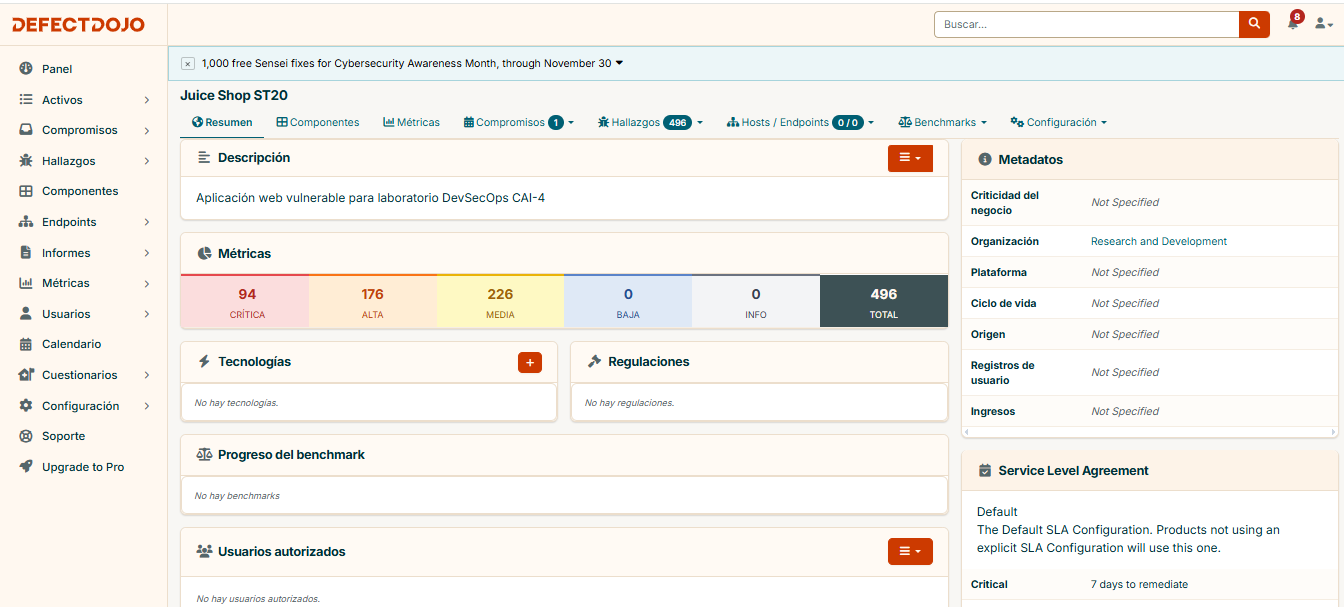 DEFECTDOJO
Buscar...
8
Panel
Activos
Compromisos
Hallazgos
Componentes
Endpoints
Informes
Métricas
Usuarios
Calendario
Cuestionarios
Configuración
Soporte
Upgrade to Pro
× 1,000 free Sensei fixes for Cybersecurity Awareness Month, through November 30
Juice Shop ST20
Resumen Componentes Métricas Compromisos 1 Hallazgos 496 Hosts / Endpoints 0 / 0 Benchmarks Configuración
Descripción
Aplicación web vulnerable para laboratorio DevSecOps CAI-4
Métricas
94 176 226 0 0 496
CRÍTICA ALTA MEDIA BAJA INFO TOTAL
Tecnologías +
No hay tecnologías.
Regulaciones
No hay regulaciones.
Progreso del benchmark
No hay benchmarks
Usuarios autorizados
No hay usuarios autorizados.
Metadatos
Criticidad del
negocio
Not Specified
Organización Research and Development
Plataforma Not Specified
Ciclo de vida Not Specified
Origen Not Specified
Registros de
usuario
Not Specified
Ingresos Not Specified
Service Level Agreement
Default
The Default SLA Configuration. Products not using an
explicit SLA Configuration will use this one.
Critical 7 days to remediate